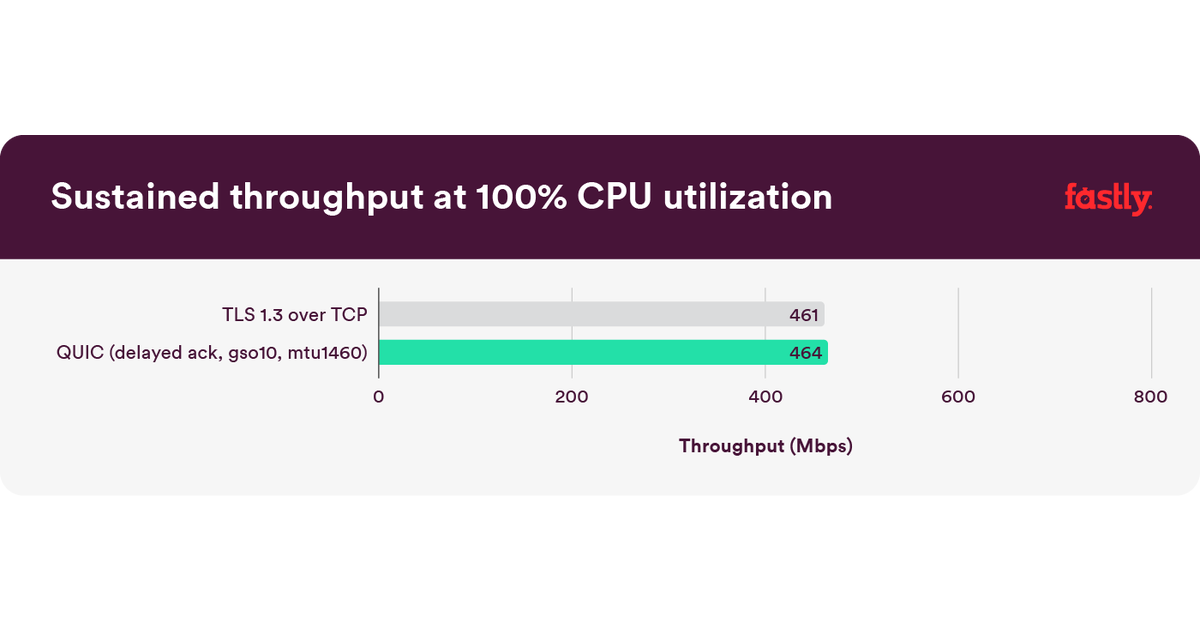 Sustained throughput at 100% CPU utilization
fastly.
TLS 1.3 over TCP 461
QUIC (delayed ack, gso10, mtu1460) 464
0 200 400 600 800
Throughput (Mbps)